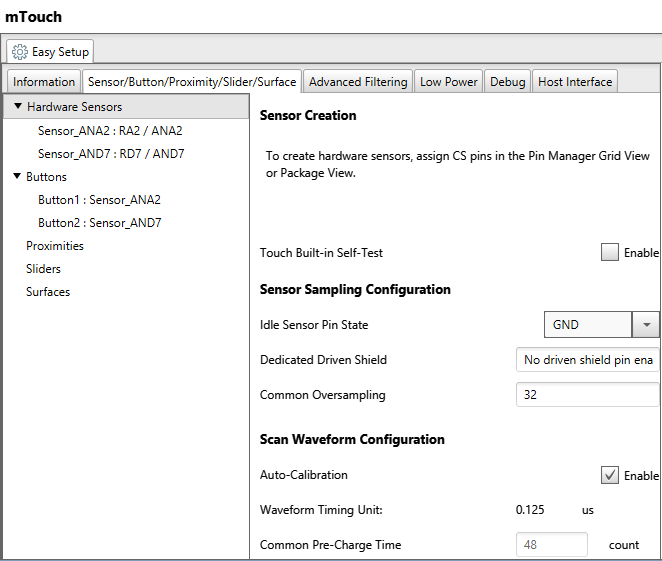 mTouch
Easy Setup
Information Sensor/Button/Proximity/Slider/Surface Advanced Filtering Low Power Debug Host Interface
Hardware Sensors
Sensor_ANA2 : RA2 / ANA2
Sensor_AND7 : RD7 / AND7
Buttons
Button1 : Sensor_ANA2
Button2 : Sensor_AND7
Proximities
Sliders
Surfaces
Sensor Creation
To create hardware sensors, assign CS pins in the Pin Manager Grid View
or Package View.
Touch Built-in Self-Test Enable
Sensor Sampling Configuration
Idle Sensor Pin State GND
Dedicated Driven Shield No driven shield pin ena
Common Oversampling 32
Scan Waveform Configuration
Auto-Calibration Enable
Waveform Timing Unit: 0.125 us
Common Pre-Charge Time 48 count